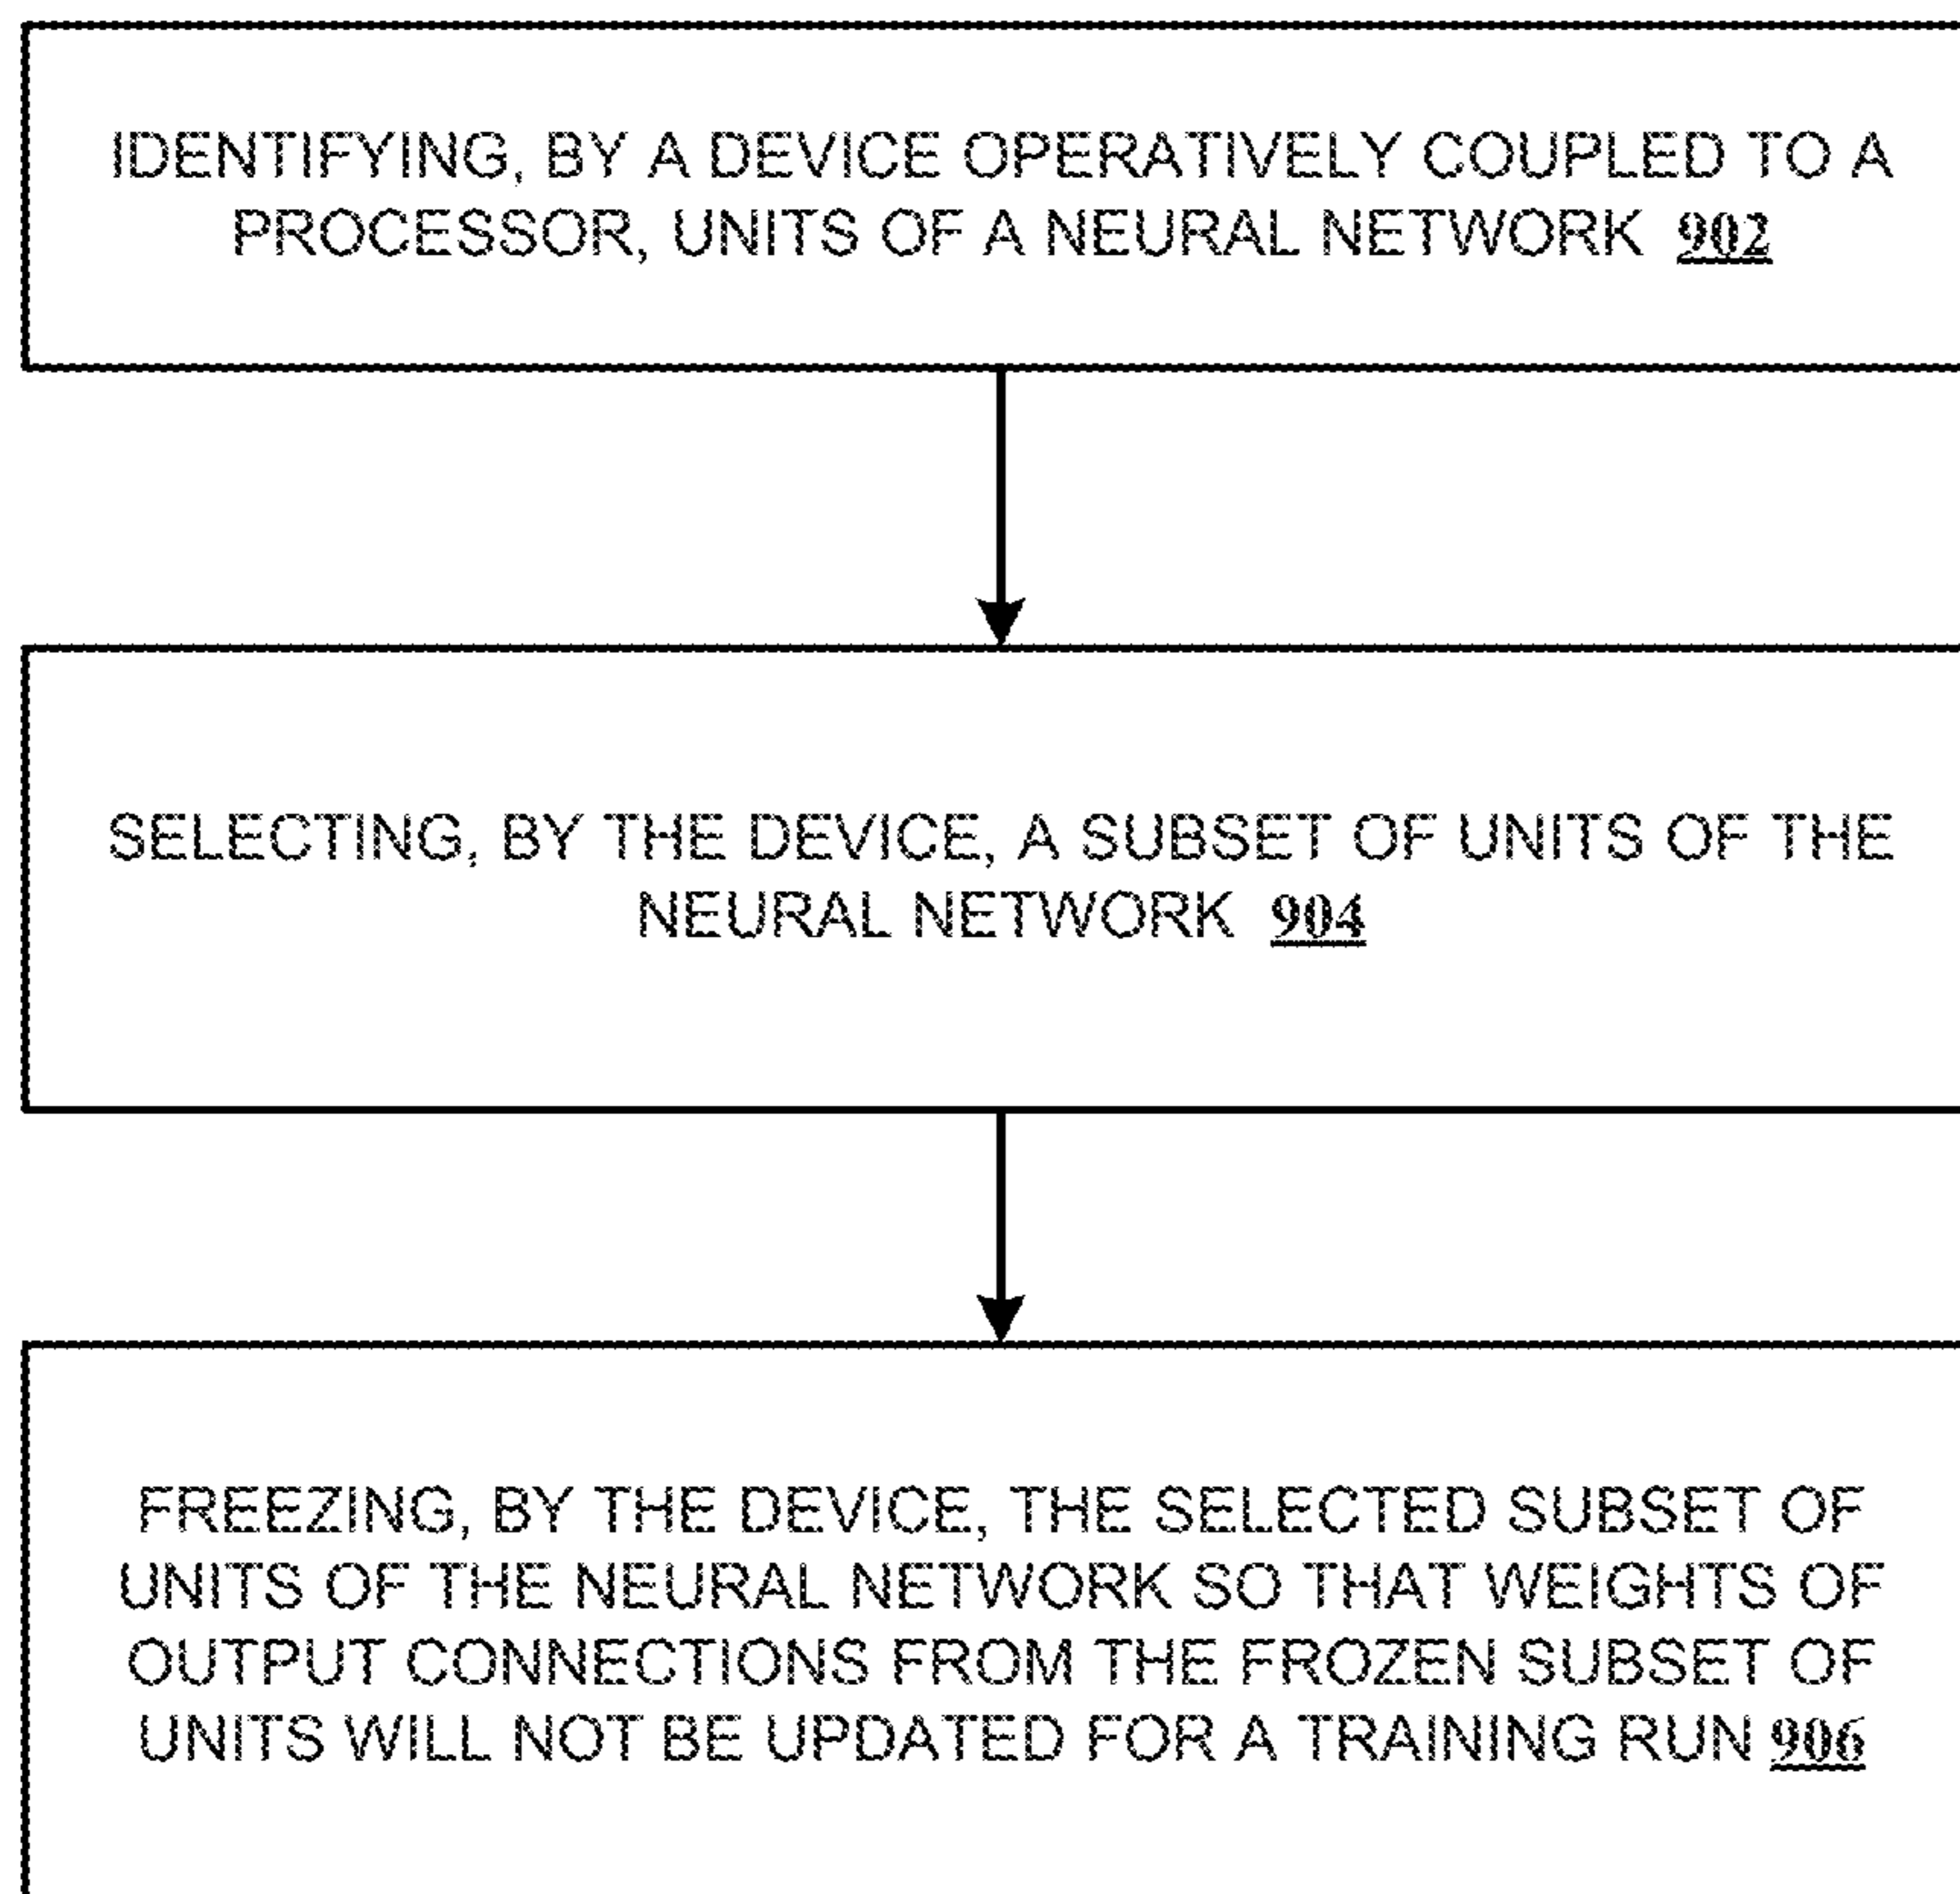 IDENTIFYING, BY A DEVICE OPERATIVELY COUPLED TO A
PROCESSOR, UNITS OF A NEURAL NETWORK 902
SELECTING, BY THE DEVICE, A SUBSET OF UNITS OF THE
NEURAL NETWORK 904
FREEZING, BY THE DEVICE, THE SELECTED SUBSET OF
UNITS OF THE NEURAL NETWORK SO THAT WEIGHTS OF
OUTPUT CONNECTIONS FROM THE FROZEN SUBSET OF
UNITS WILL NOT BE UPDATED FOR A TRAINING RUN 906